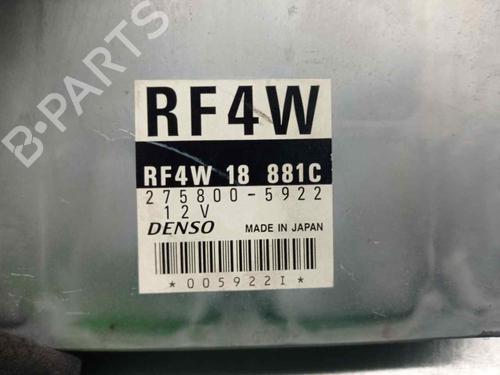 RF4W
RF4W 18 881C
275800-5922
12V
DENSO MADE IN JAPAN
*005922I*
B-PARTS